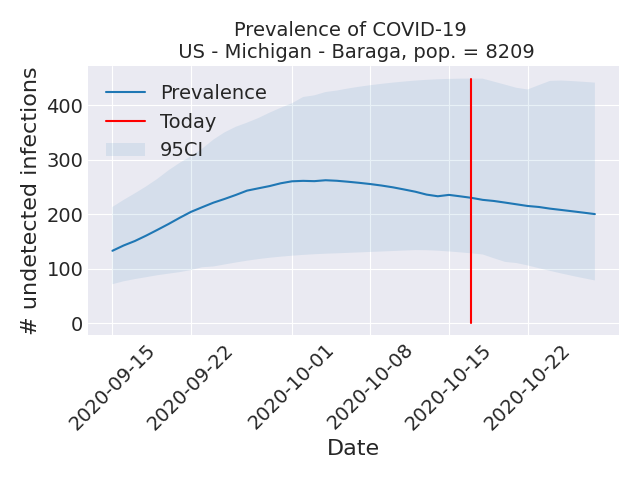 Prevalence of COVID-19
US - Michigan - Baraga, pop. = 8209
# undetected infections
400
300
200
100
0
Prevalence
Today
95CI
2020-09-15
2020-09-22
2020-10-01
2020-10-08
2020-10-15
2020-10-22
Date